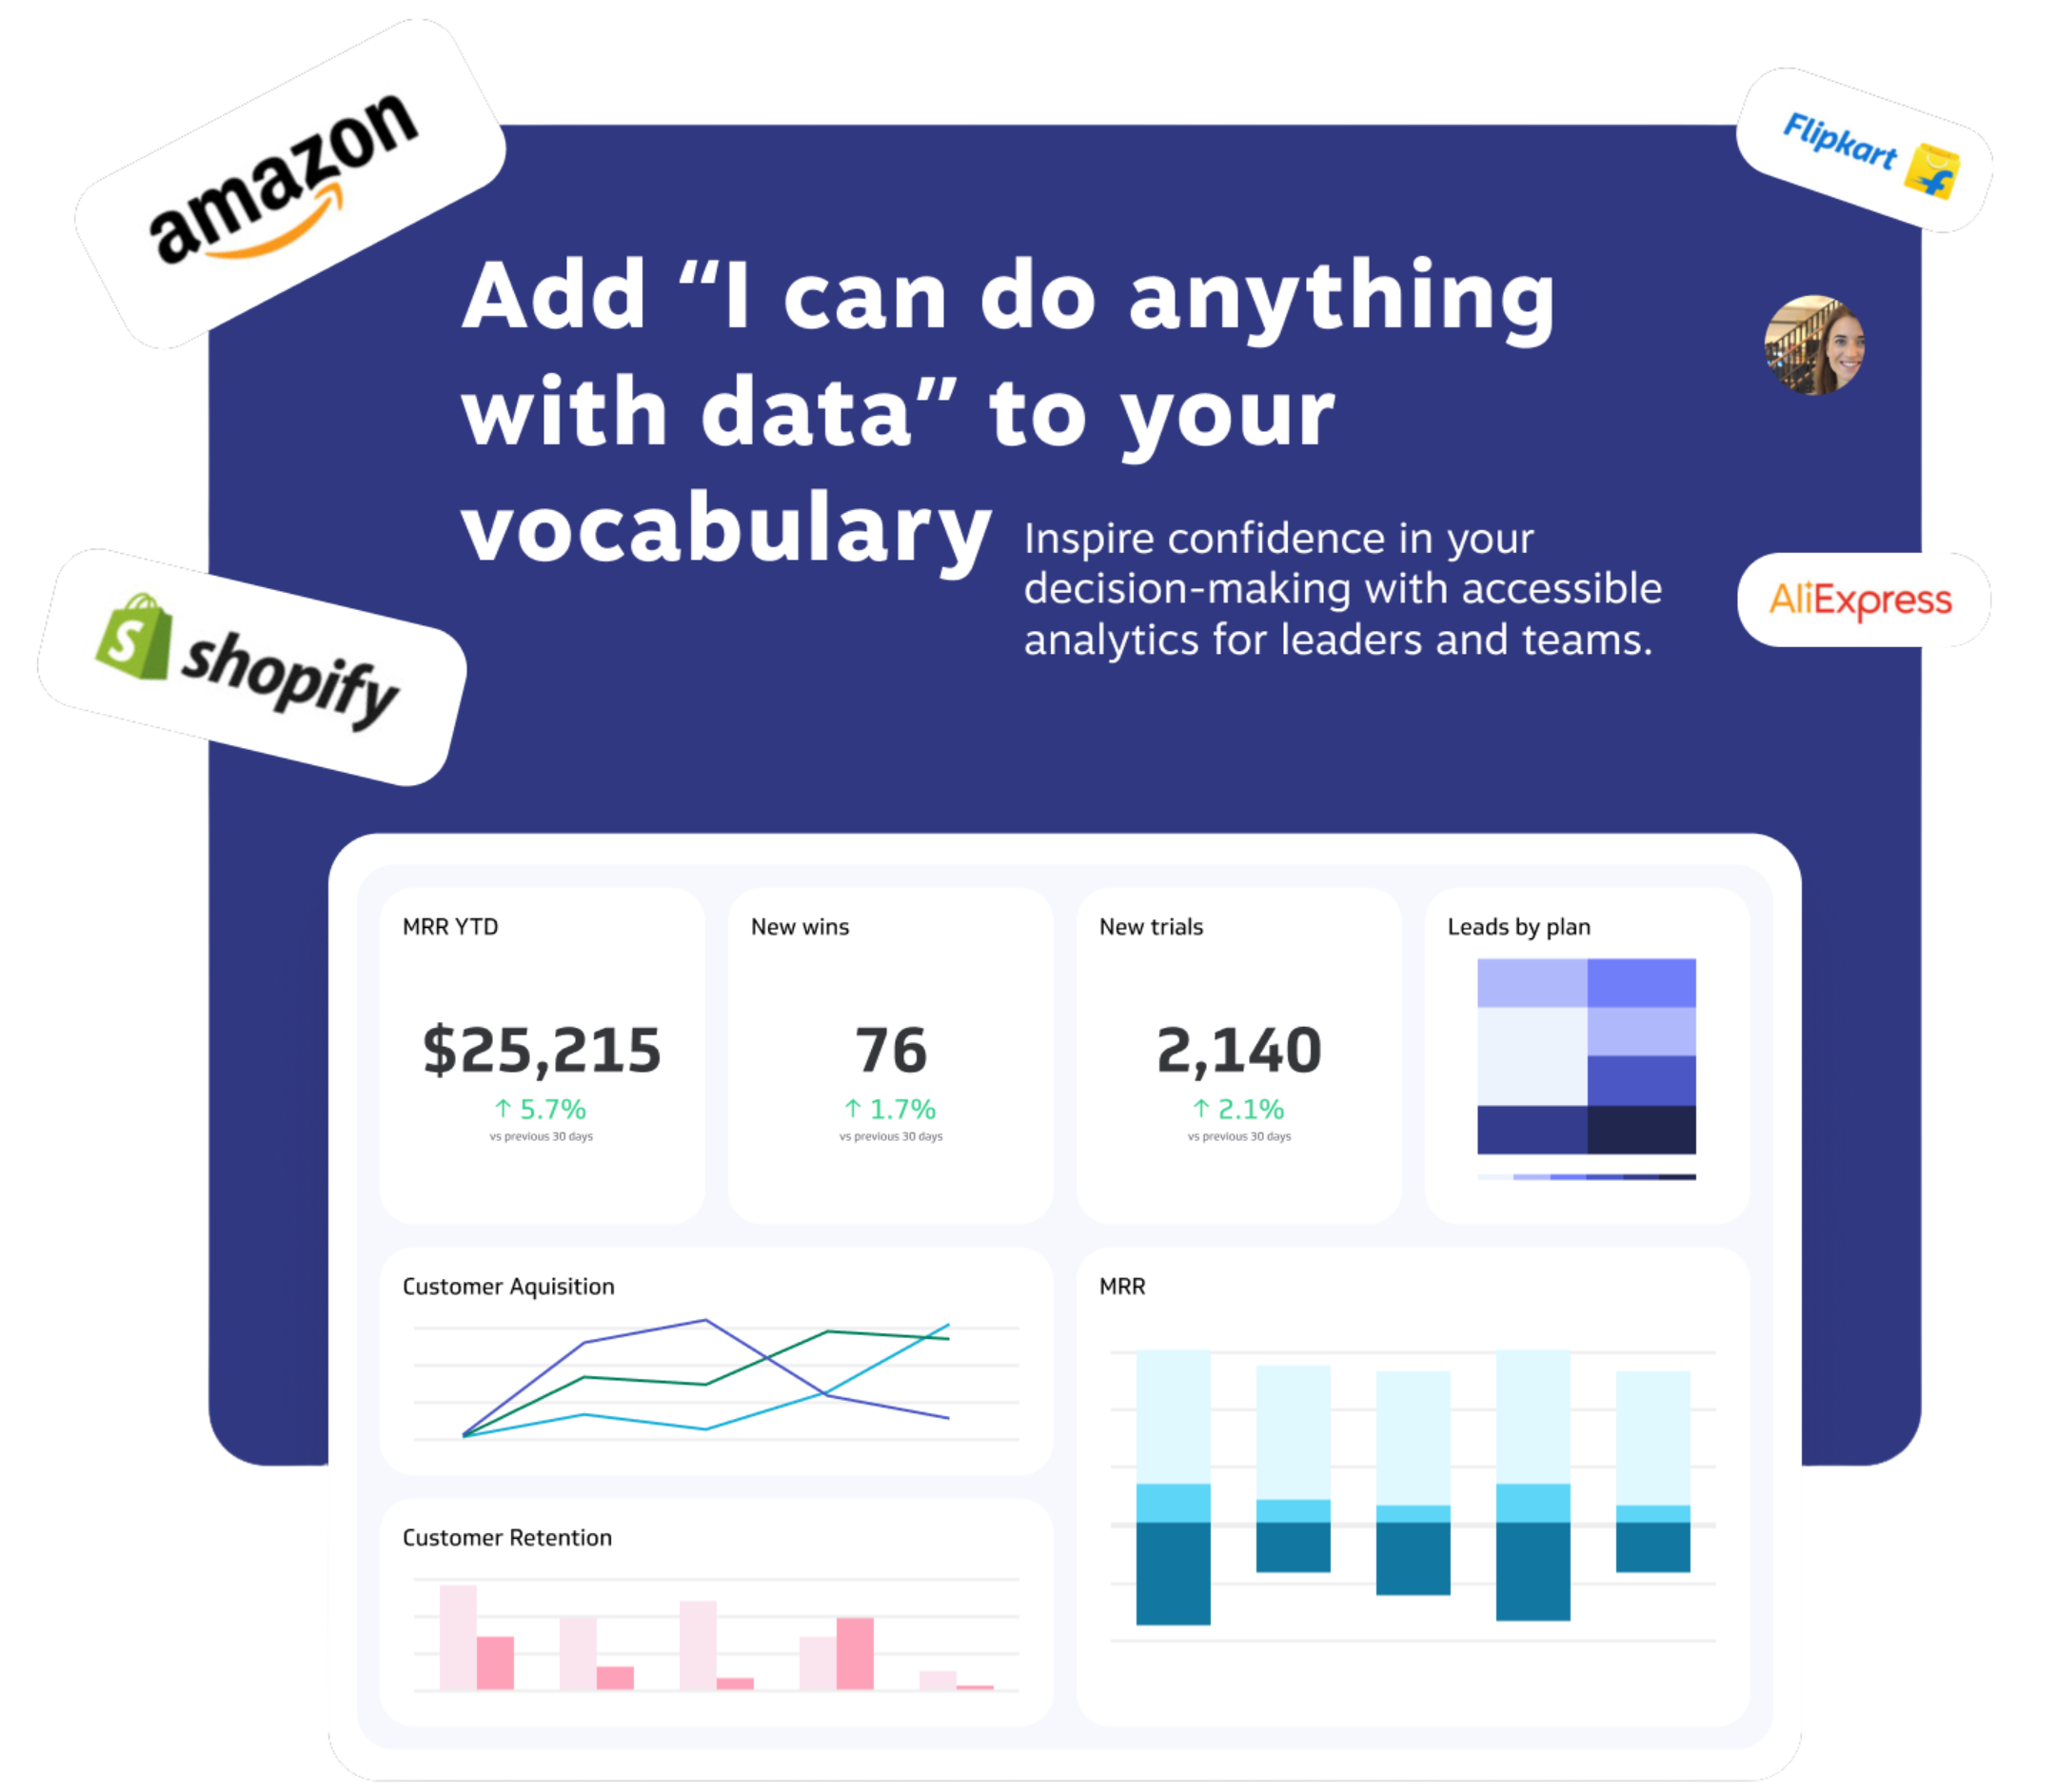 amazon
Flipkart
Add “I can do anything
with data” to your
vocabulary
Inspire confidence in your
decision-making with accessible
analytics for leaders and teams.
AliExpress
shopify
MRR YTD
$25,215
↑ 5.7%
vs previous 30 days
New wins
76
↑ 1.7%
vs previous 30 days
New trials
2,140
↑ 2.1%
vs previous 30 days
Leads by plan
Customer Aquisition
MRR
Customer Retention